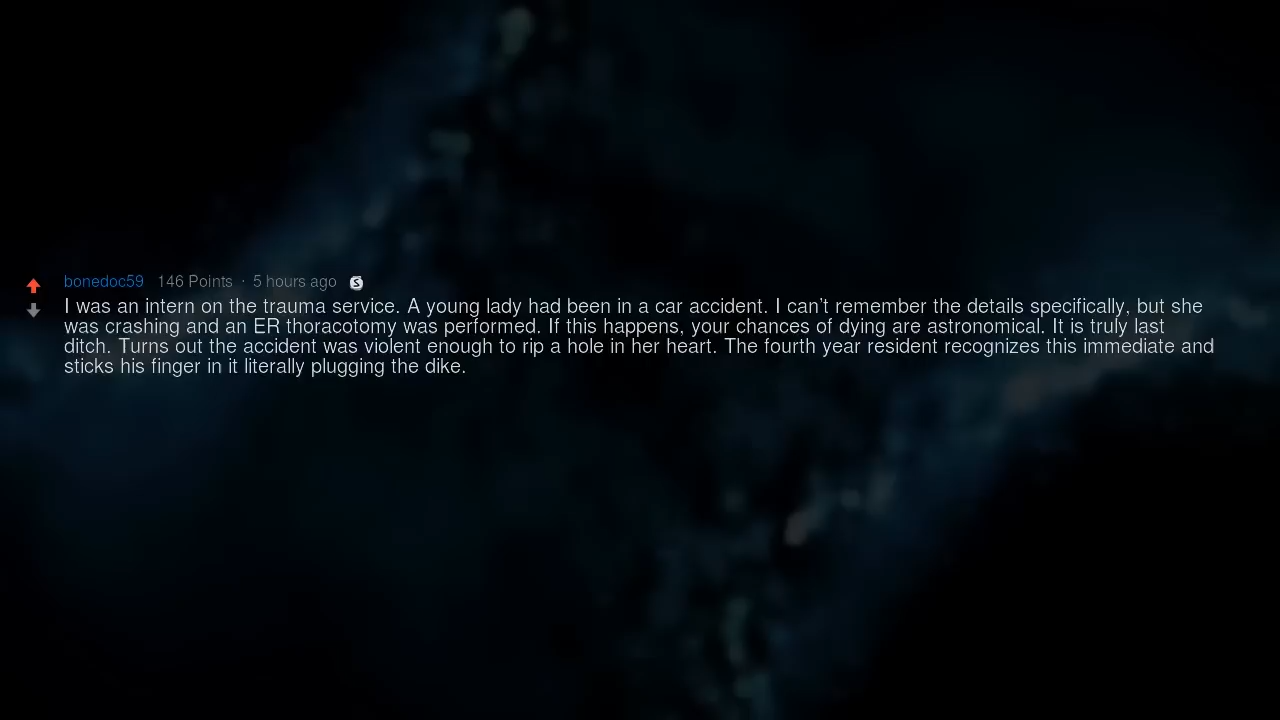 bonedoc59 146 Points · 5 hours ago
I was an intern on the trauma service. A young lady had been in a car accident. I can't remember the details specifically, but she
was crashing and an ER thoracotomy was performed. If this happens, your chances of dying are astronomical. It is truly last
ditch. Turns out the accident was violent enough to rip a hole in her heart. The fourth year resident recognizes this immediate and
sticks his finger in it literally plugging the dike.